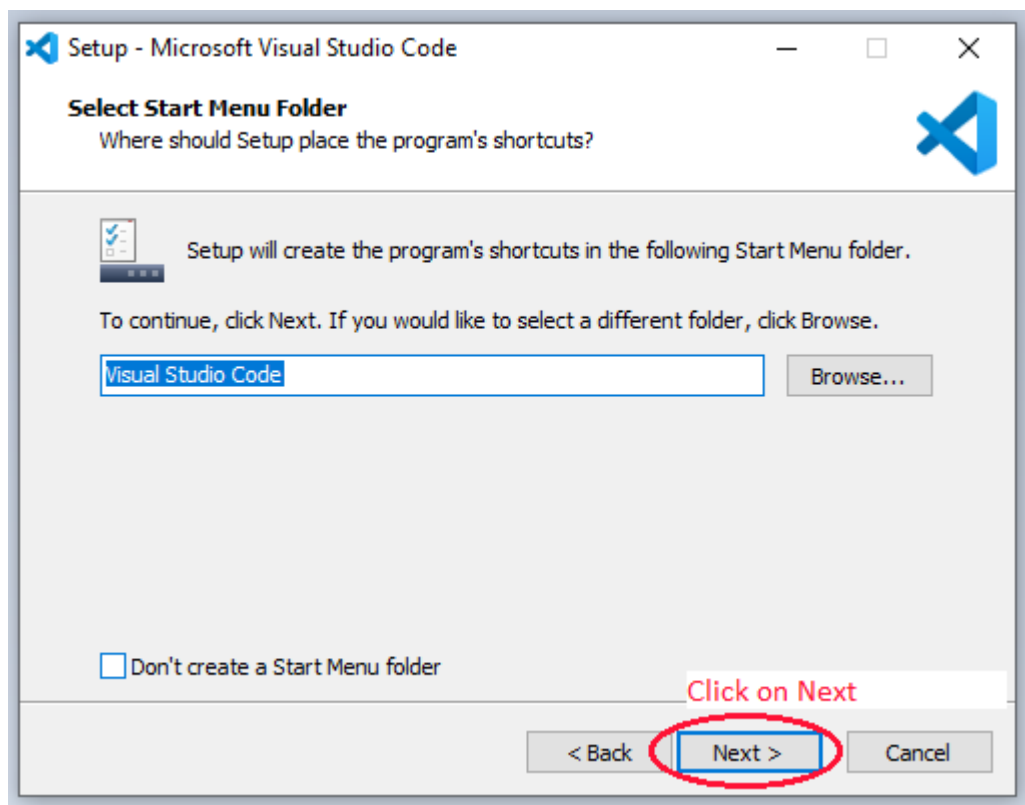 Setup - Microsoft Visual Studio Code
Select Start Menu Folder
Where should Setup place the program's shortcuts?
Setup will create the program's shortcuts in the following Start Menu folder.
To continue, click Next. If you would like to select a different folder, click Browse.
Visual Studio Code
Browse...
Don't create a Start Menu folder
Click on Next
< Back
Next >
Cancel